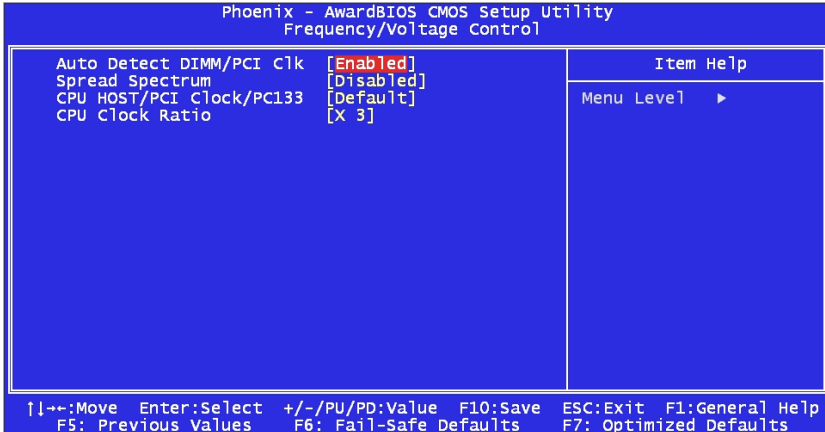 Phoenix - AwardBIOS CMOS Setup Utility
Frequency/Voltage Control
Auto Detect DIMM/PCI Clk [Enabled]
Spread Spectrum [Disabled]
CPU HOST/PCI Clock/PC133 [Default]
CPU Clock Ratio [X 3]
Item Help
Menu Level ▶
↑↓→←:Move Enter:Select +/-/PU/PD:Value F10:Save ESC:Exit F1:General Help
F5: Previous Values F6: Fail-Safe Defaults F7: Optimized Defaults